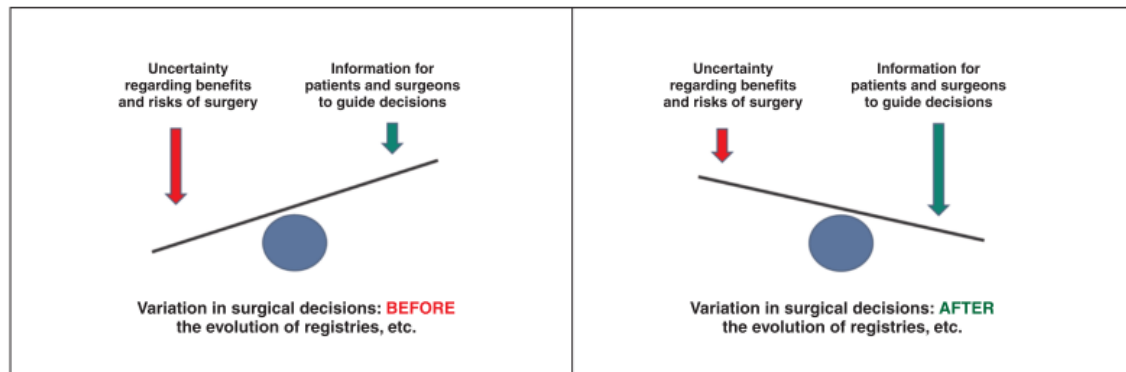 Uncertainty
regarding benefits
and risks of surgery
Information for
patients and surgeons
to guide decisions
Variation in surgical decisions: BEFORE
the evolution of registries, etc.
Uncertainty
regarding benefits
and risks of surgery
Information for
patients and surgeons
to guide decisions
Variation in surgical decisions: AFTER
the evolution of registries, etc.